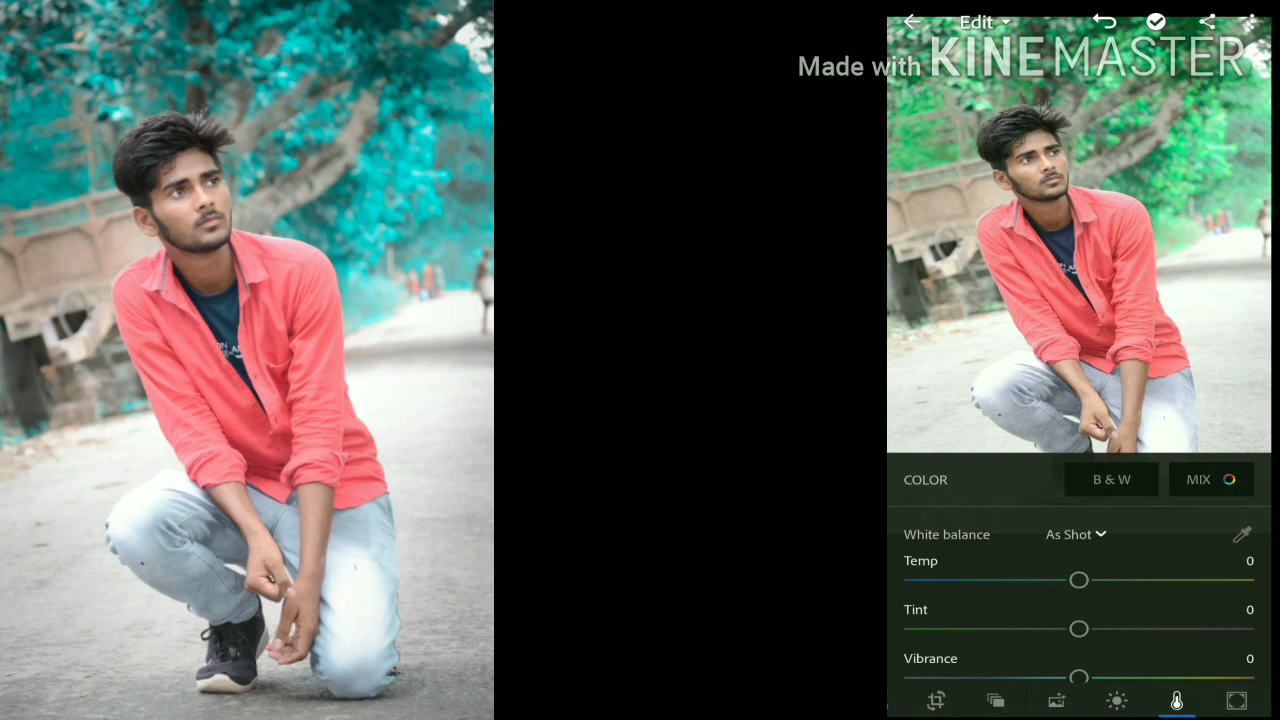 Edit
Made with KINEMASTER
COLOR
B & W
MIX
White balance
As Shot
Temp
0
Tint
0
Vibrance
0